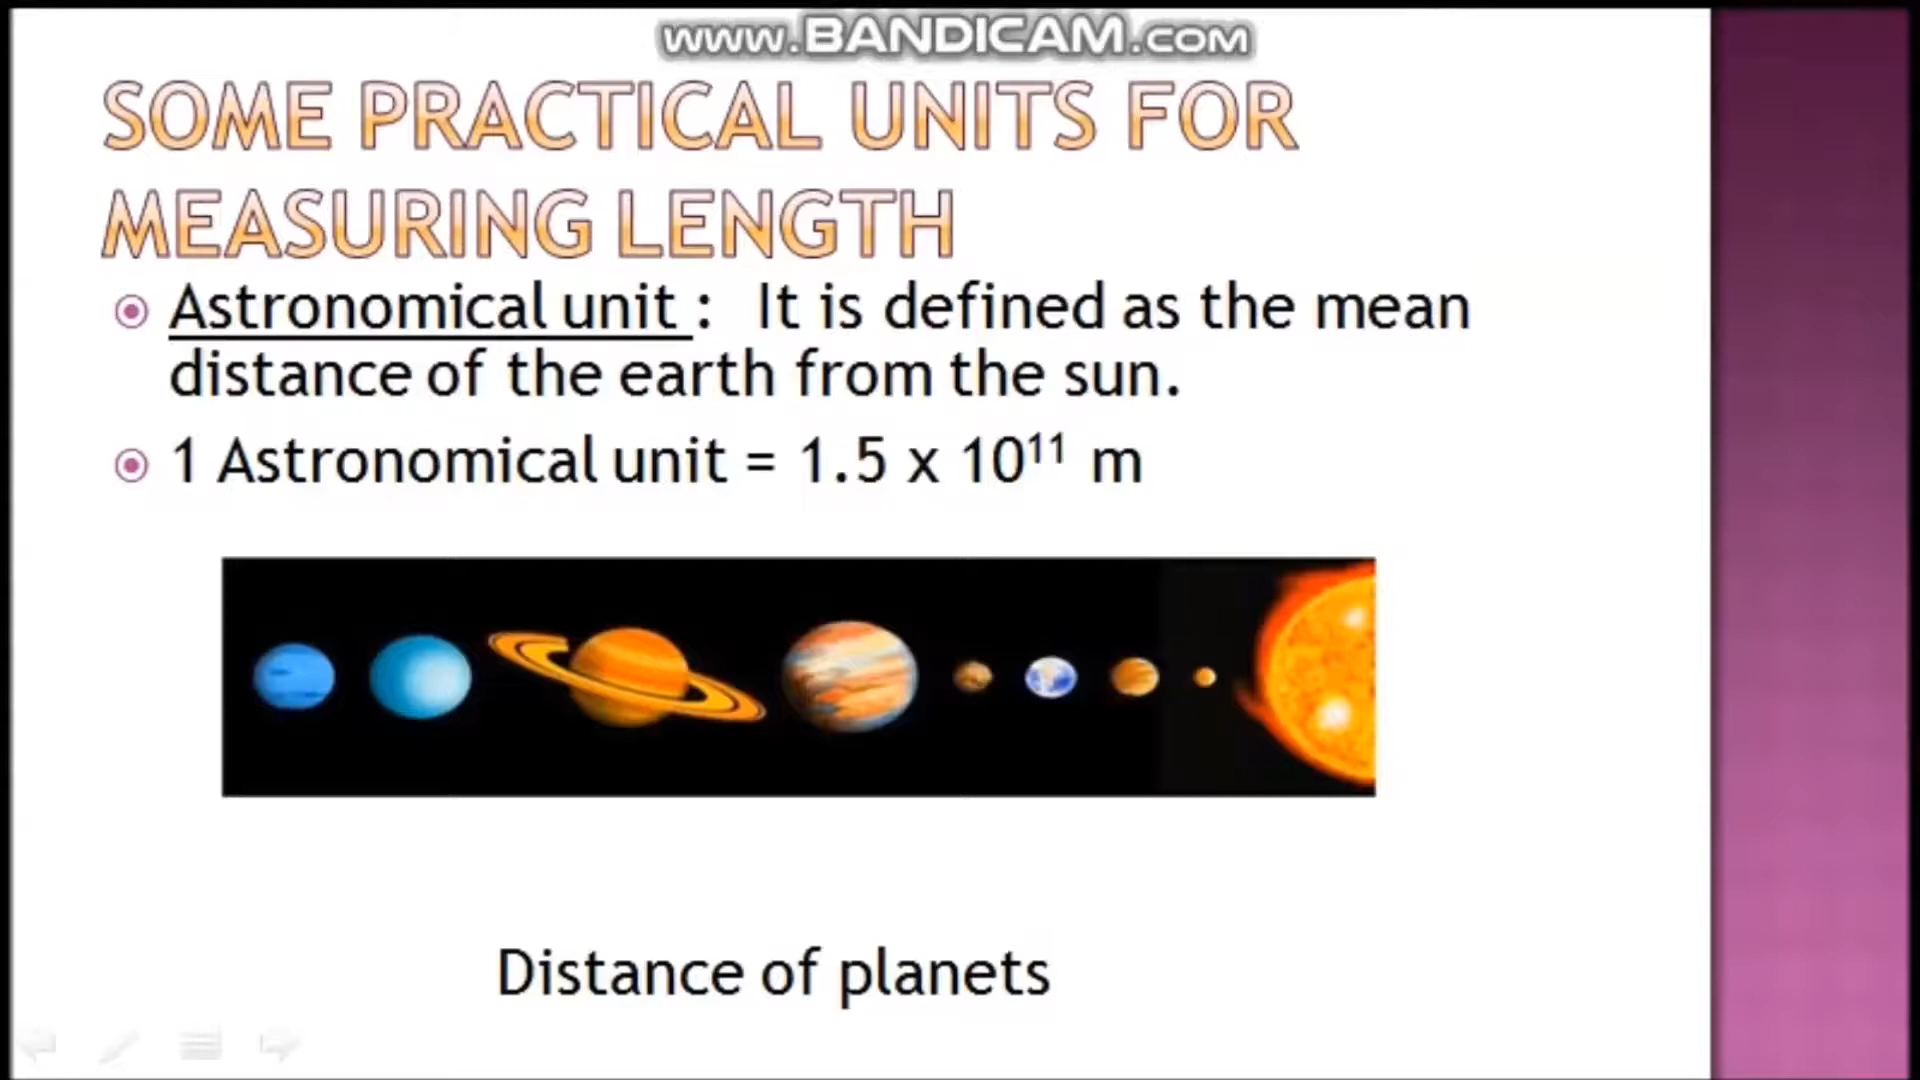 www.BANDICAM.com
SOME PRACTICAL UNITS FOR
MEASURING LENGTH
Astronomical unit : It is defined as the mean
distance of the earth from the sun.
1 Astronomical unit = 1.5 x 10¹¹ m
Distance of planets